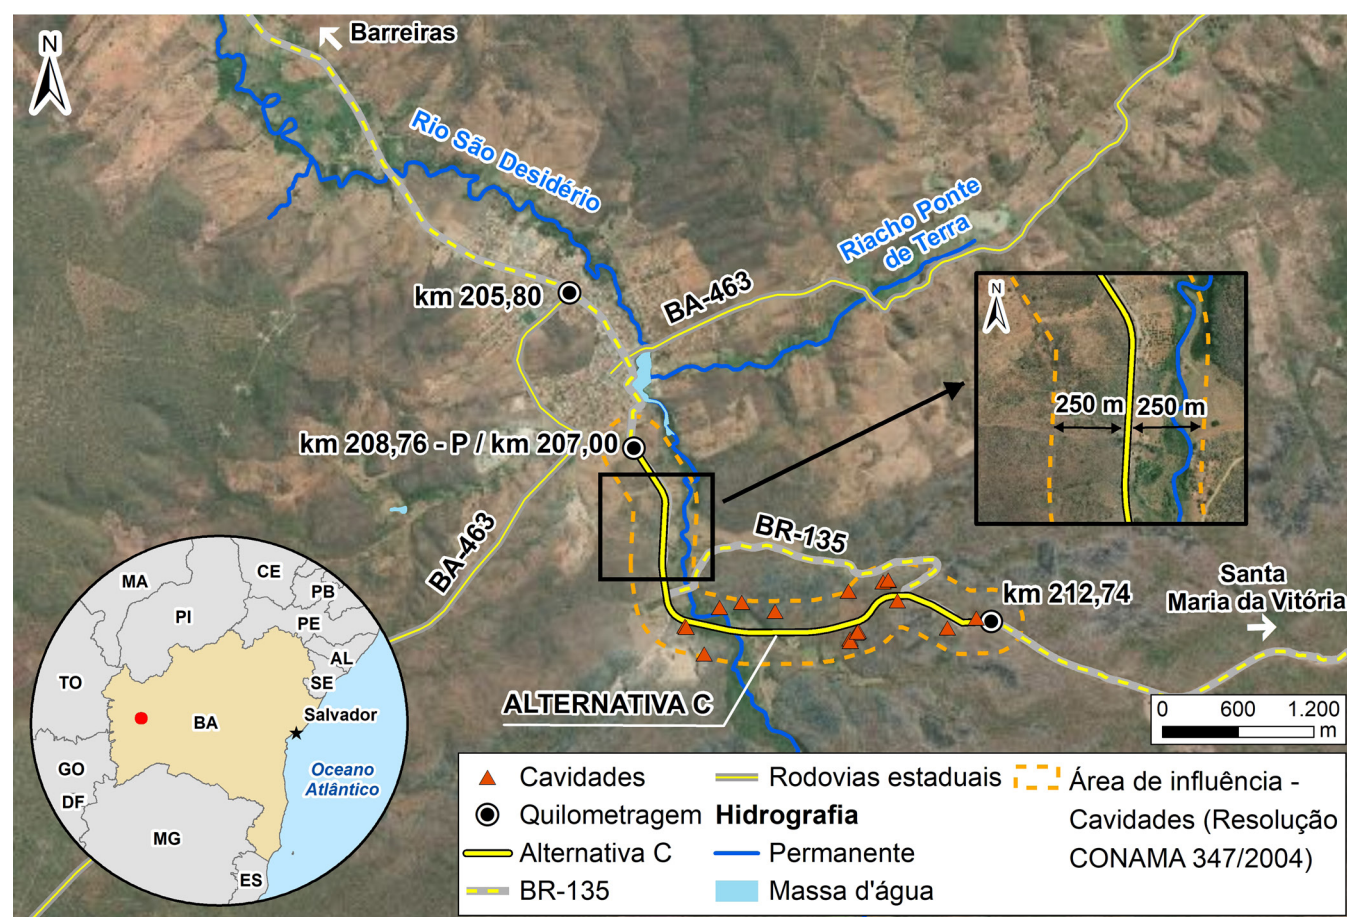 N
Barreiras
Rio São Desidério
Riacho Ponte
de Terra
BA-463
km 205,80
N
250 m
250 m
km 208,76 - P / km 207,00
BR-135
BA-463
km 212,74
Santa
Maria da Vitória
ALTERNATIVA C
0 600 1.200
m
MA
CE
PB
PI
PE
AL
SE
TO
BA
Salvador
GO
DF
Oceano
Atlântico
MG
ES
Cavidades
Quilometragem
Alternativa C
BR-135
Rodovias estaduais
Hidrografia
Permanente
Massa d'água
Área de influência -
Cavidades (Resolução
CONAMA 347/2004)